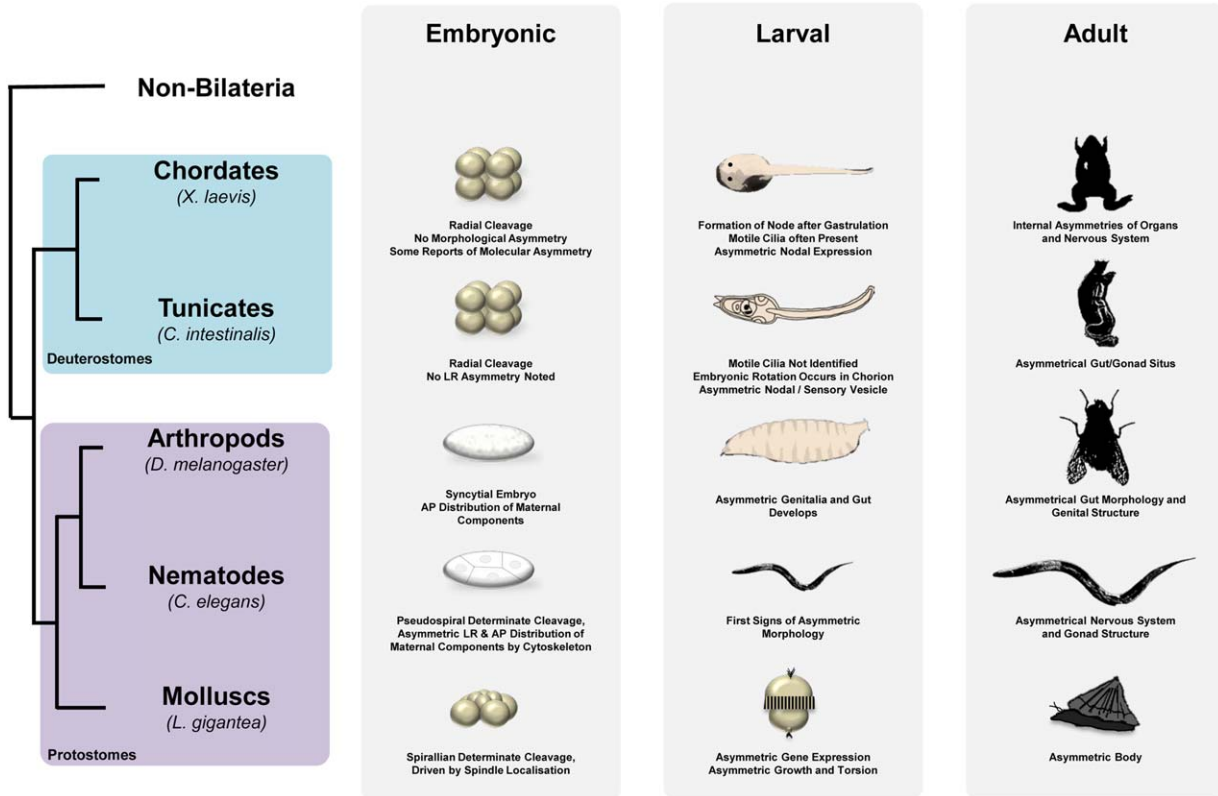 Embryonic
Larval
Adult
Non-Bilateria
Chordates
(X. laevis)
Radial Cleavage
No Morphological Asymmetry
Some Reports of Molecular Asymmetry
Formation of Node after Gastrulation
Motile Cilia often Present
Asymmetric Nodal Expression
Internal Asymmetries of Organs
and Nervous System
Tunicates
(C. intestinalis)
Deuterostomes
Radial Cleavage
No LR Asymmetry Noted
Motile Cilia Not Identified
Embryonic Rotation Occurs in Chorion
Asymmetric Nodal / Sensory Vesicle
Asymmetrical Gut/Gonad Situs
Arthropods
(D. melanogaster)
Syncytial Embryo
AP Distribution of Maternal
Components
Asymmetric Genitalia and Gut
Develops
Asymmetrical Gut Morphology and
Genital Structure
Nematodes
(C. elegans)
Pseudospiral Determinate Cleavage,
Asymmetric LR & AP Distribution of
Maternal Components by Cytoskeleton
First Signs of Asymmetric
Morphology
Asymmetrical Nervous System
and Gonad Structure
Molluscs
(L. gigantea)
Protostomes
Spirallian Determinate Cleavage,
Driven by Spindle Localisation
Asymmetric Gene Expression
Asymmetric Growth and Torsion
Asymmetric Body